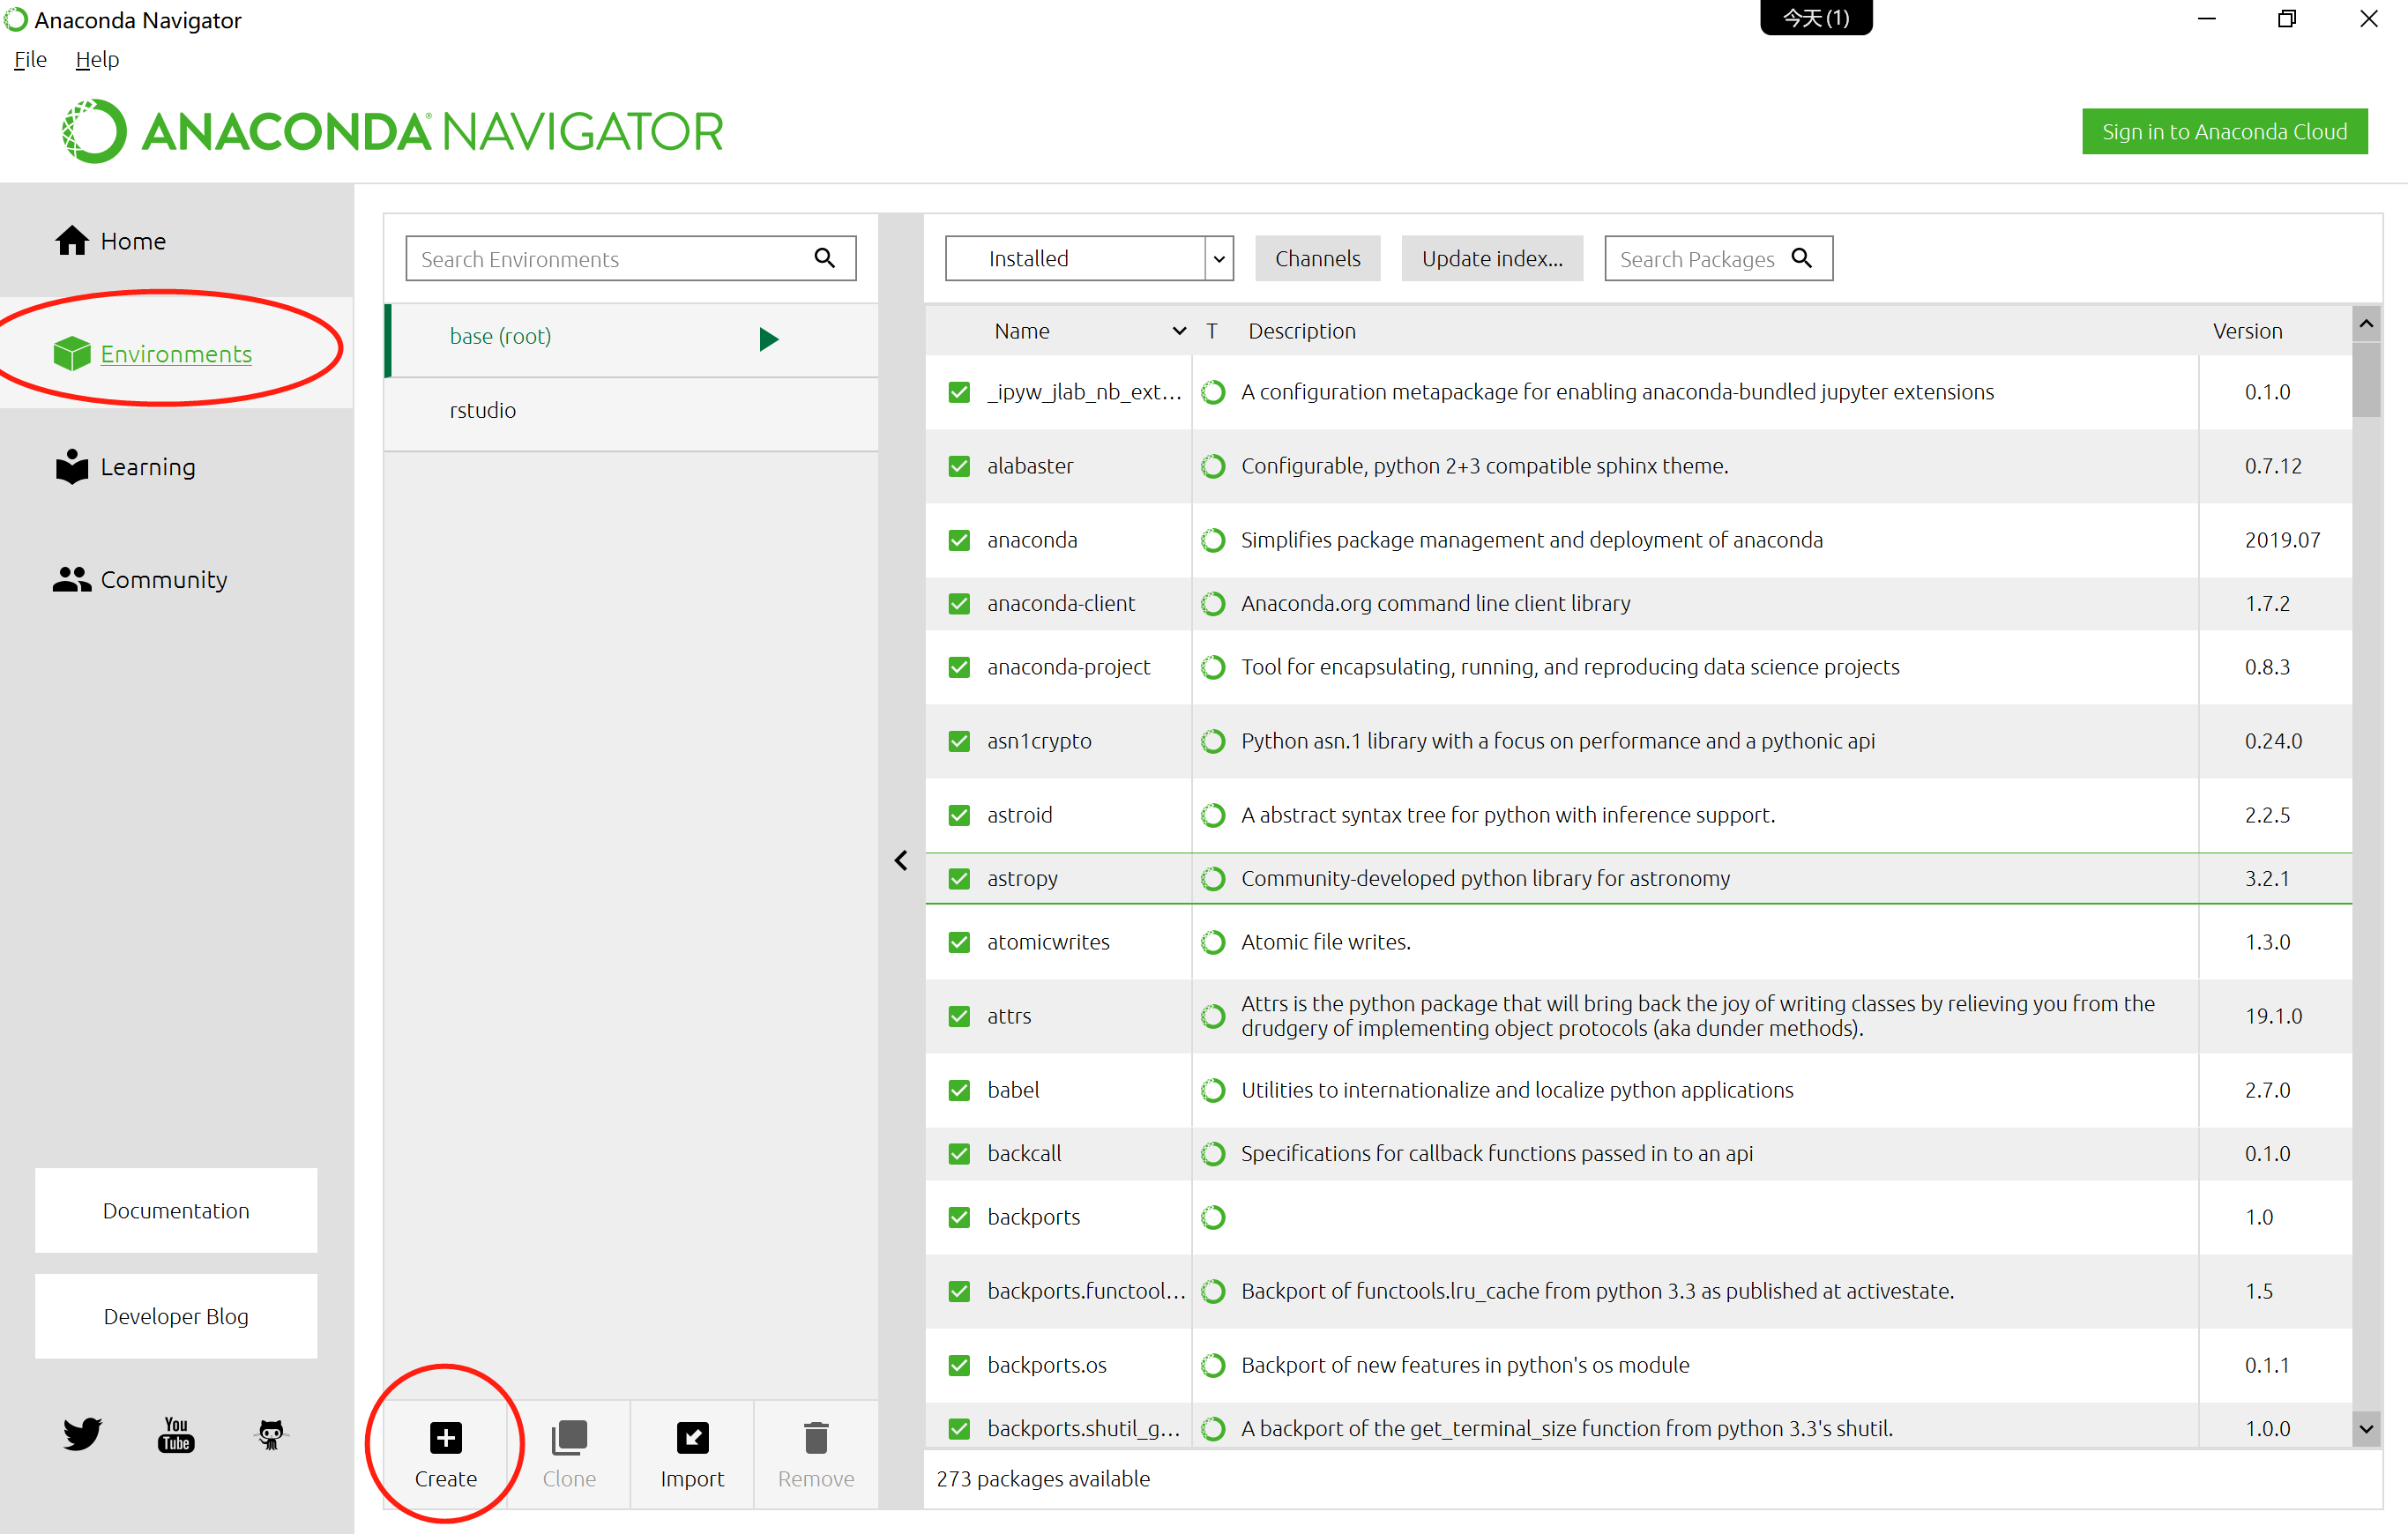 Anaconda Navigator
今天(1)
File Help
ANACONDA® NAVIGATOR
Sign in to Anaconda Cloud
Home
Environments
Learning
Community
Documentation
Developer Blog
You
Tube
Search Environments
base (root)
rstudio
Create
Clone
Import
Remove
Installed
Channels
Update index...
Search Packages
Name T Description Version
_ipyw_jlab_nb_ext... A configuration metapackage for enabling anaconda-bundled jupyter extensions 0.1.0
alabaster Configurable, python 2+3 compatible sphinx theme. 0.7.12
anaconda Simplifies package management and deployment of anaconda 2019.07
anaconda-client Anaconda.org command line client library 1.7.2
anaconda-project Tool for encapsulating, running, and reproducing data science projects 0.8.3
asn1crypto Python asn.1 library with a focus on performance and a pythonic api 0.24.0
astroid A abstract syntax tree for python with inference support. 2.2.5
astropy Community-developed python library for astronomy 3.2.1
atomicwrites Atomic file writes. 1.3.0
attrs Attrs is the python package that will bring back the joy of writing classes by relieving you from the
drudgery of implementing object protocols (aka dunder methods). 19.1.0
babel Utilities to internationalize and localize python applications 2.7.0
backcall Specifications for callback functions passed in to an api 0.1.0
backports 1.0
backports.functool... Backport of functools.lru_cache from python 3.3 as published at activestate. 1.5
backports.os Backport of new features in python's os module 0.1.1
backports.shutil_g... A backport of the get_terminal_size function from python 3.3's shutil. 1.0.0
273 packages available